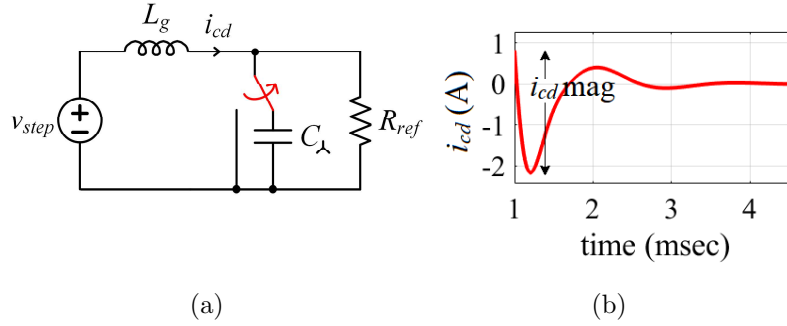 L_g
i_cd
v_step
C_⅄
R_ref
(a)
i_cd (A)
1
0
-1
-2
i_cd mag
1 2 3 4
time (msec)
(b)